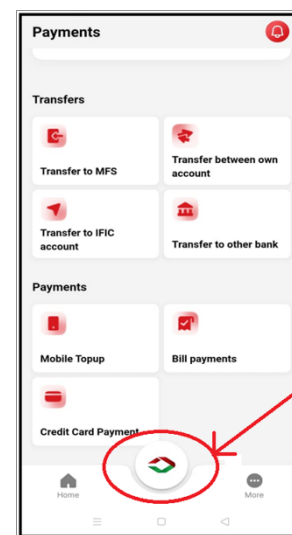 Payments
Transfers
Transfer to MFS
Transfer between own
account
Transfer to IFIC
account
Transfer to other bank
Payments
Mobile Topup
Bill payments
Credit Card Payment
Home
More